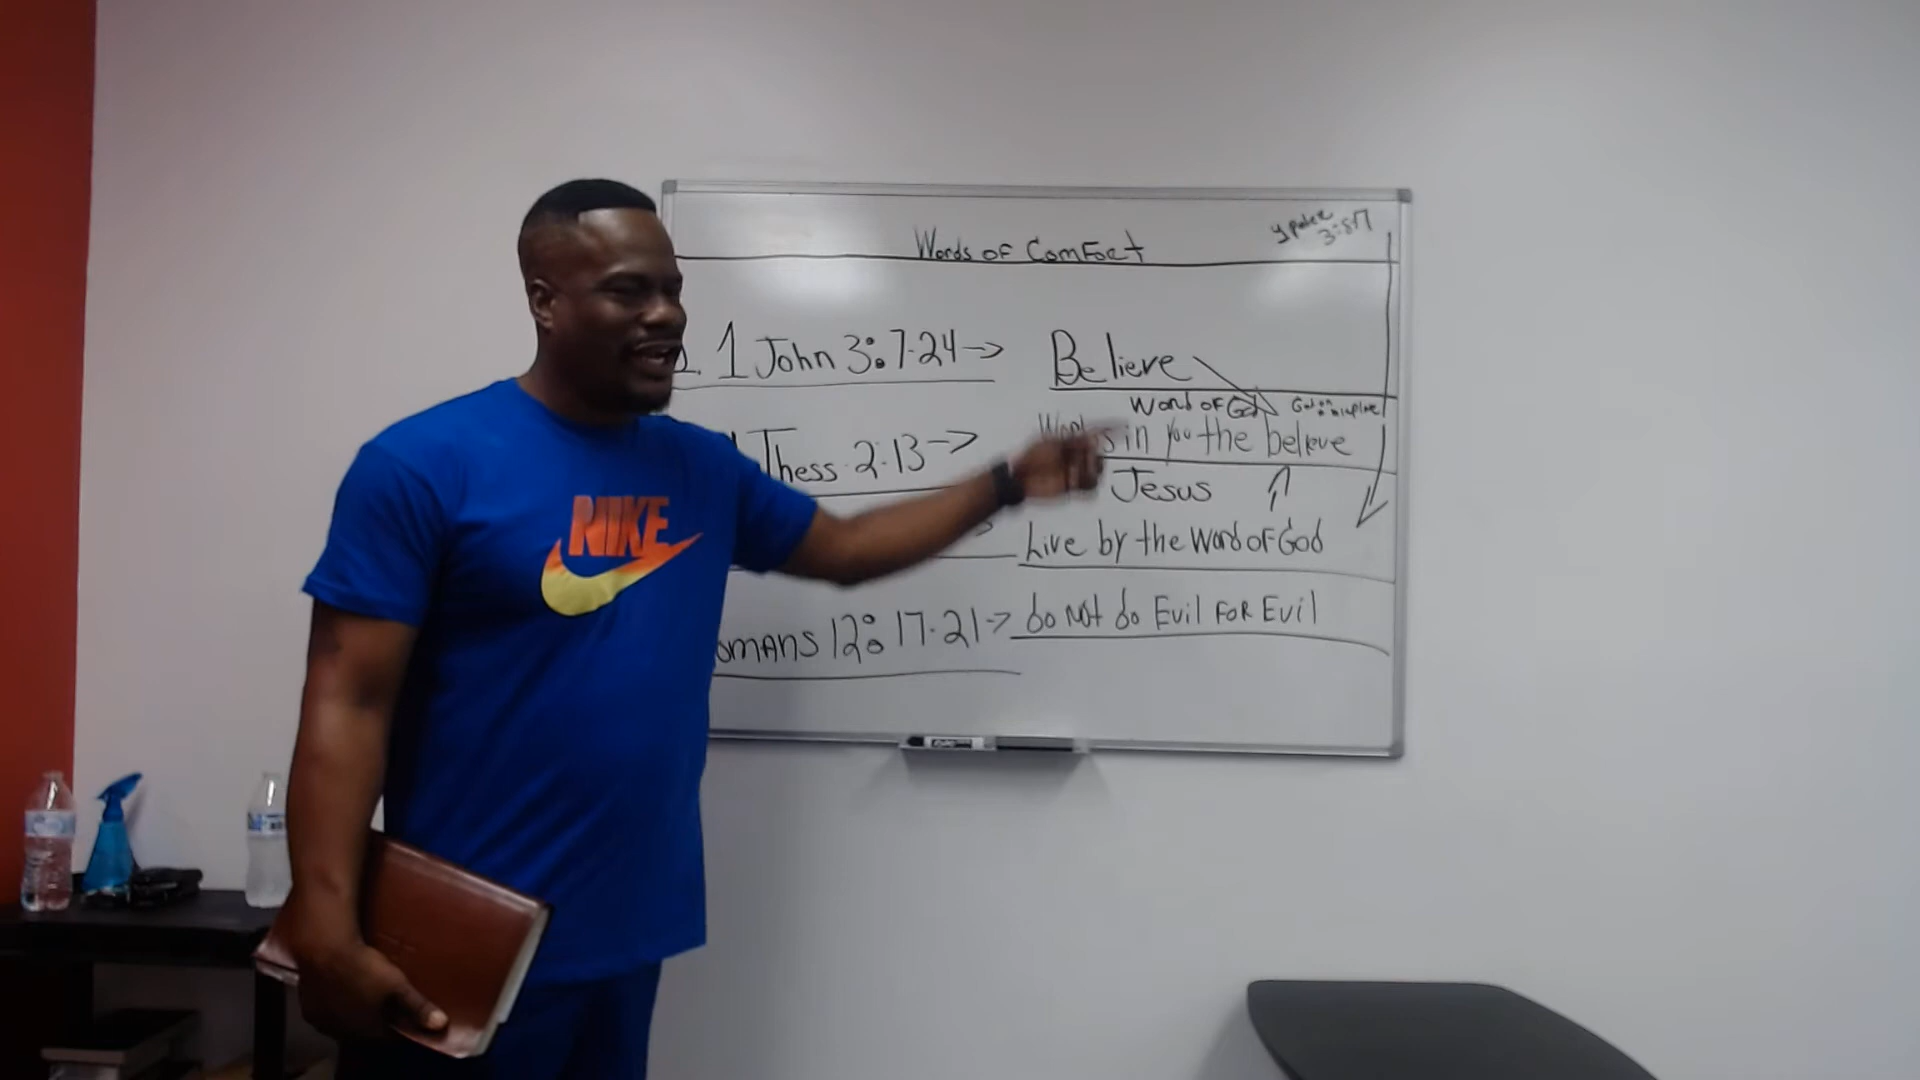 Words of Comfort
3:517
1 John 3:7-24 -> Believe
Word of God
Thess 2:13 -> Works in you the believe
Jesus
Live by the Word of God
omans 12:17-21 -> do Not do Evil For Evil
NIKE